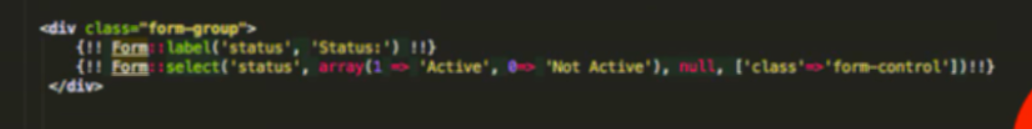 <div class="form-group">
{!! Form::label('status', 'Status:') !!}
{!! Form::select('status', array(1 => 'Active', 0=> 'Not Active'), null, ['class'=>'form-control'])!!}
</div>